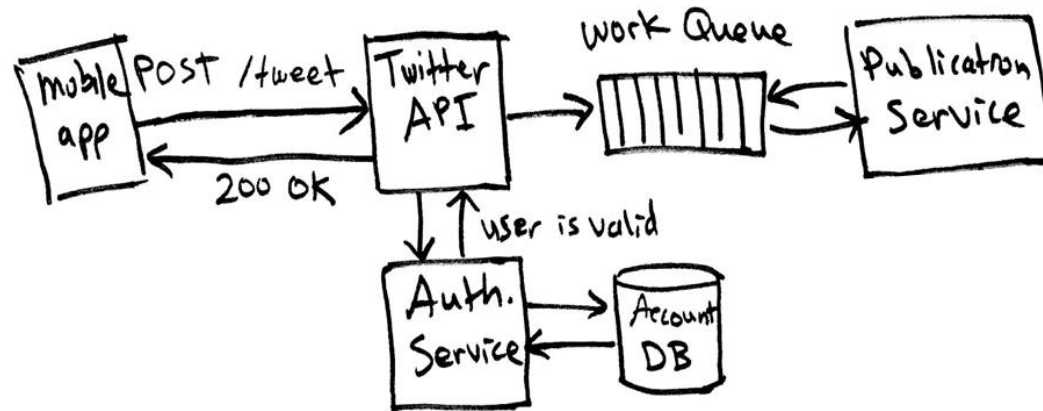 mobile
app
POST /tweet
200 OK
Twitter
API
work Queue
Publication
Service
user is valid
Auth.
Service
Account
DB